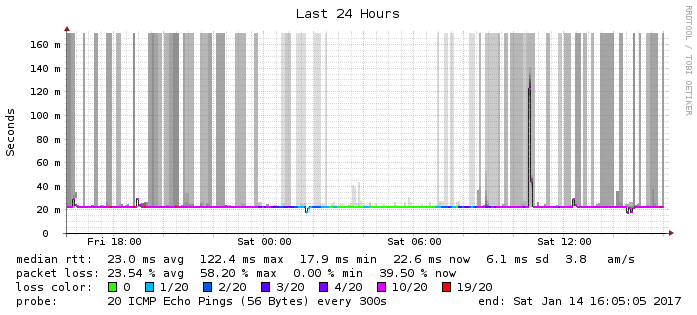 Last 24 Hours
RRDTOOL / TOBI OETIKER
Seconds
160 m
140 m
120 m
100 m
80 m
60 m
40 m
20 m
0
Fri 18:00 Sat 00:00 Sat 06:00 Sat 12:00
median rtt: 23.0 ms avg 122.4 ms max 17.9 ms min 22.6 ms now 6.1 ms sd 3.8 am/s
packet loss: 23.54 % avg 58.20 % max 0.00 % min 39.50 % now
loss color: 0 1/20 2/20 3/20 4/20 10/20 19/20
probe: 20 ICMP Echo Pings (56 Bytes) every 300s end: Sat Jan 14 16:05:05 2017